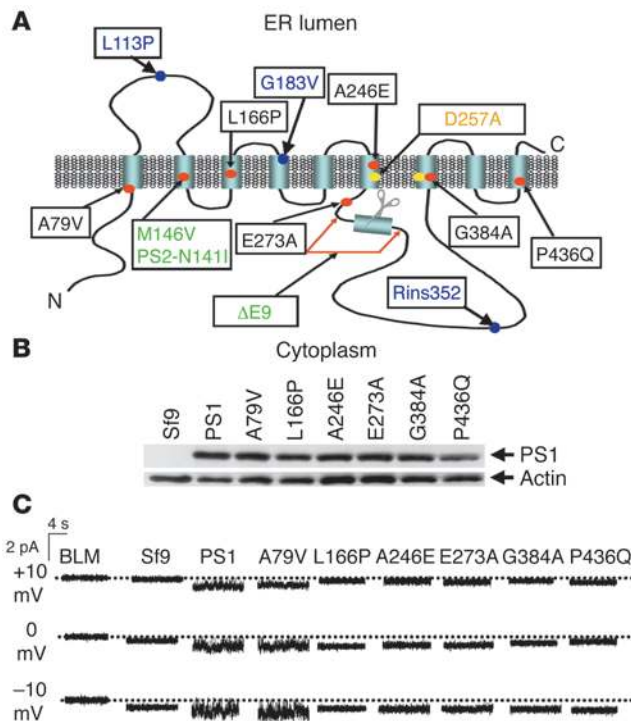 A
ER lumen
L113P
G183V
A246E
L166P
D257A
C
A79V
M146V
PS2-N141I
E273A
G384A
P436Q
N
ΔE9
Rins352
B
Cytoplasm
Sf9 PS1 A79V L166P A246E E273A G384A P436Q
PS1
Actin
C
4 s
2 pA
BLM Sf9 PS1 A79V L166P A246E E273A G384A P436Q
+10
mV
0
mV
−10
mV